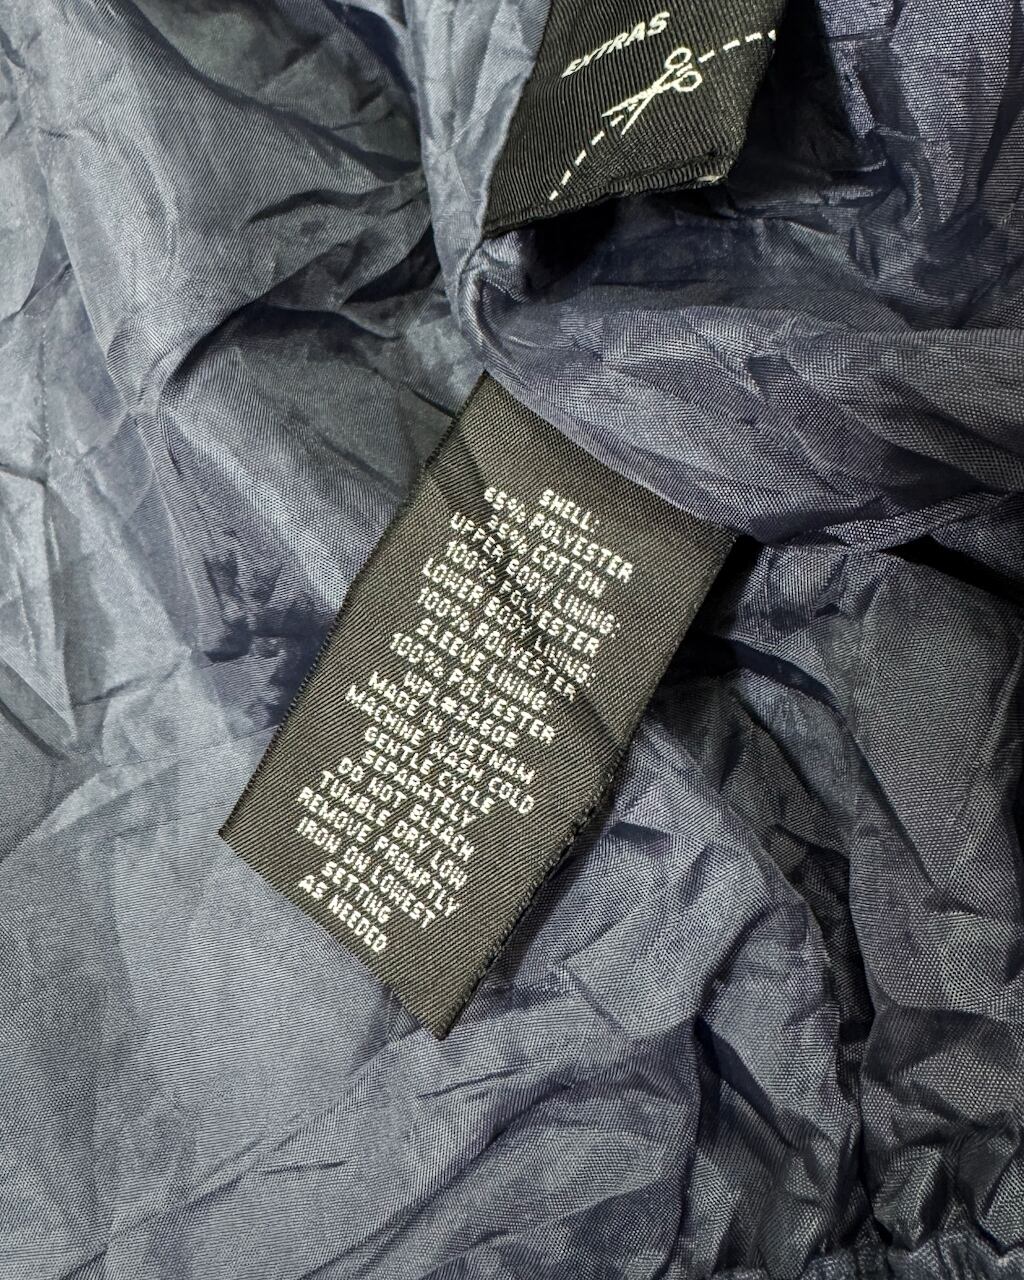 EXTRAS
SHELL:
65% POLYESTER
35% COTTON
UPPER BODY LINING:
100% POLYESTER
LOWER BODY LINING:
100% POLYESTER
SLEEVE LINING:
100% POLYESTER
WPL#3A60E
MADE IN VIETNAM
MACHINE WASH COLD
GENTLE CYCLE
SEPARATELY
DO NOT BLEACH
TUMBLE DRY LOW
REMOVE PROMPTLY
IRON ON LOWEST
SETTING
AS NEEDED